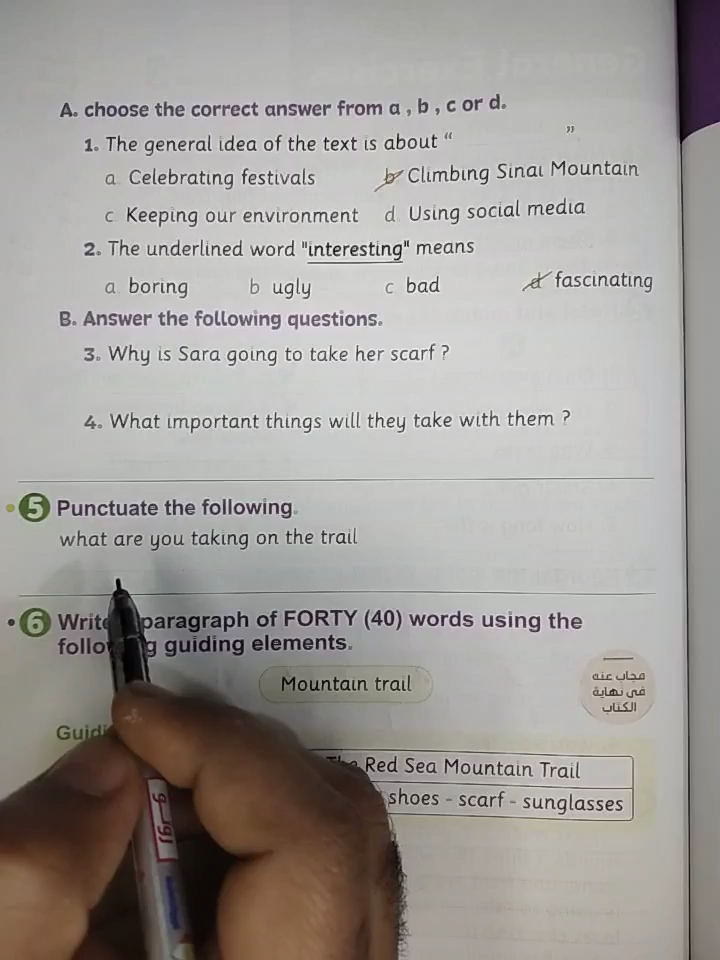 A. choose the correct answer from a , b , c or d.
1. The general idea of the text is about " "
a. Celebrating festivals b. Climbing Sinai Mountain
c. Keeping our environment d. Using social media
2. The underlined word "interesting" means
a. boring b. ugly c. bad d. fascinating
B. Answer the following questions.
3. Why is Sara going to take her scarf ?
4. What important things will they take with them ?
5 Punctuate the following.
what are you taking on the trail
6 Write paragraph of FORTY (40) words using the
following guiding elements.
Mountain trail
مجاب عنه
فى نهاية
الكتاب
The Red Sea Mountain Trail
shoes - scarf - sunglasses